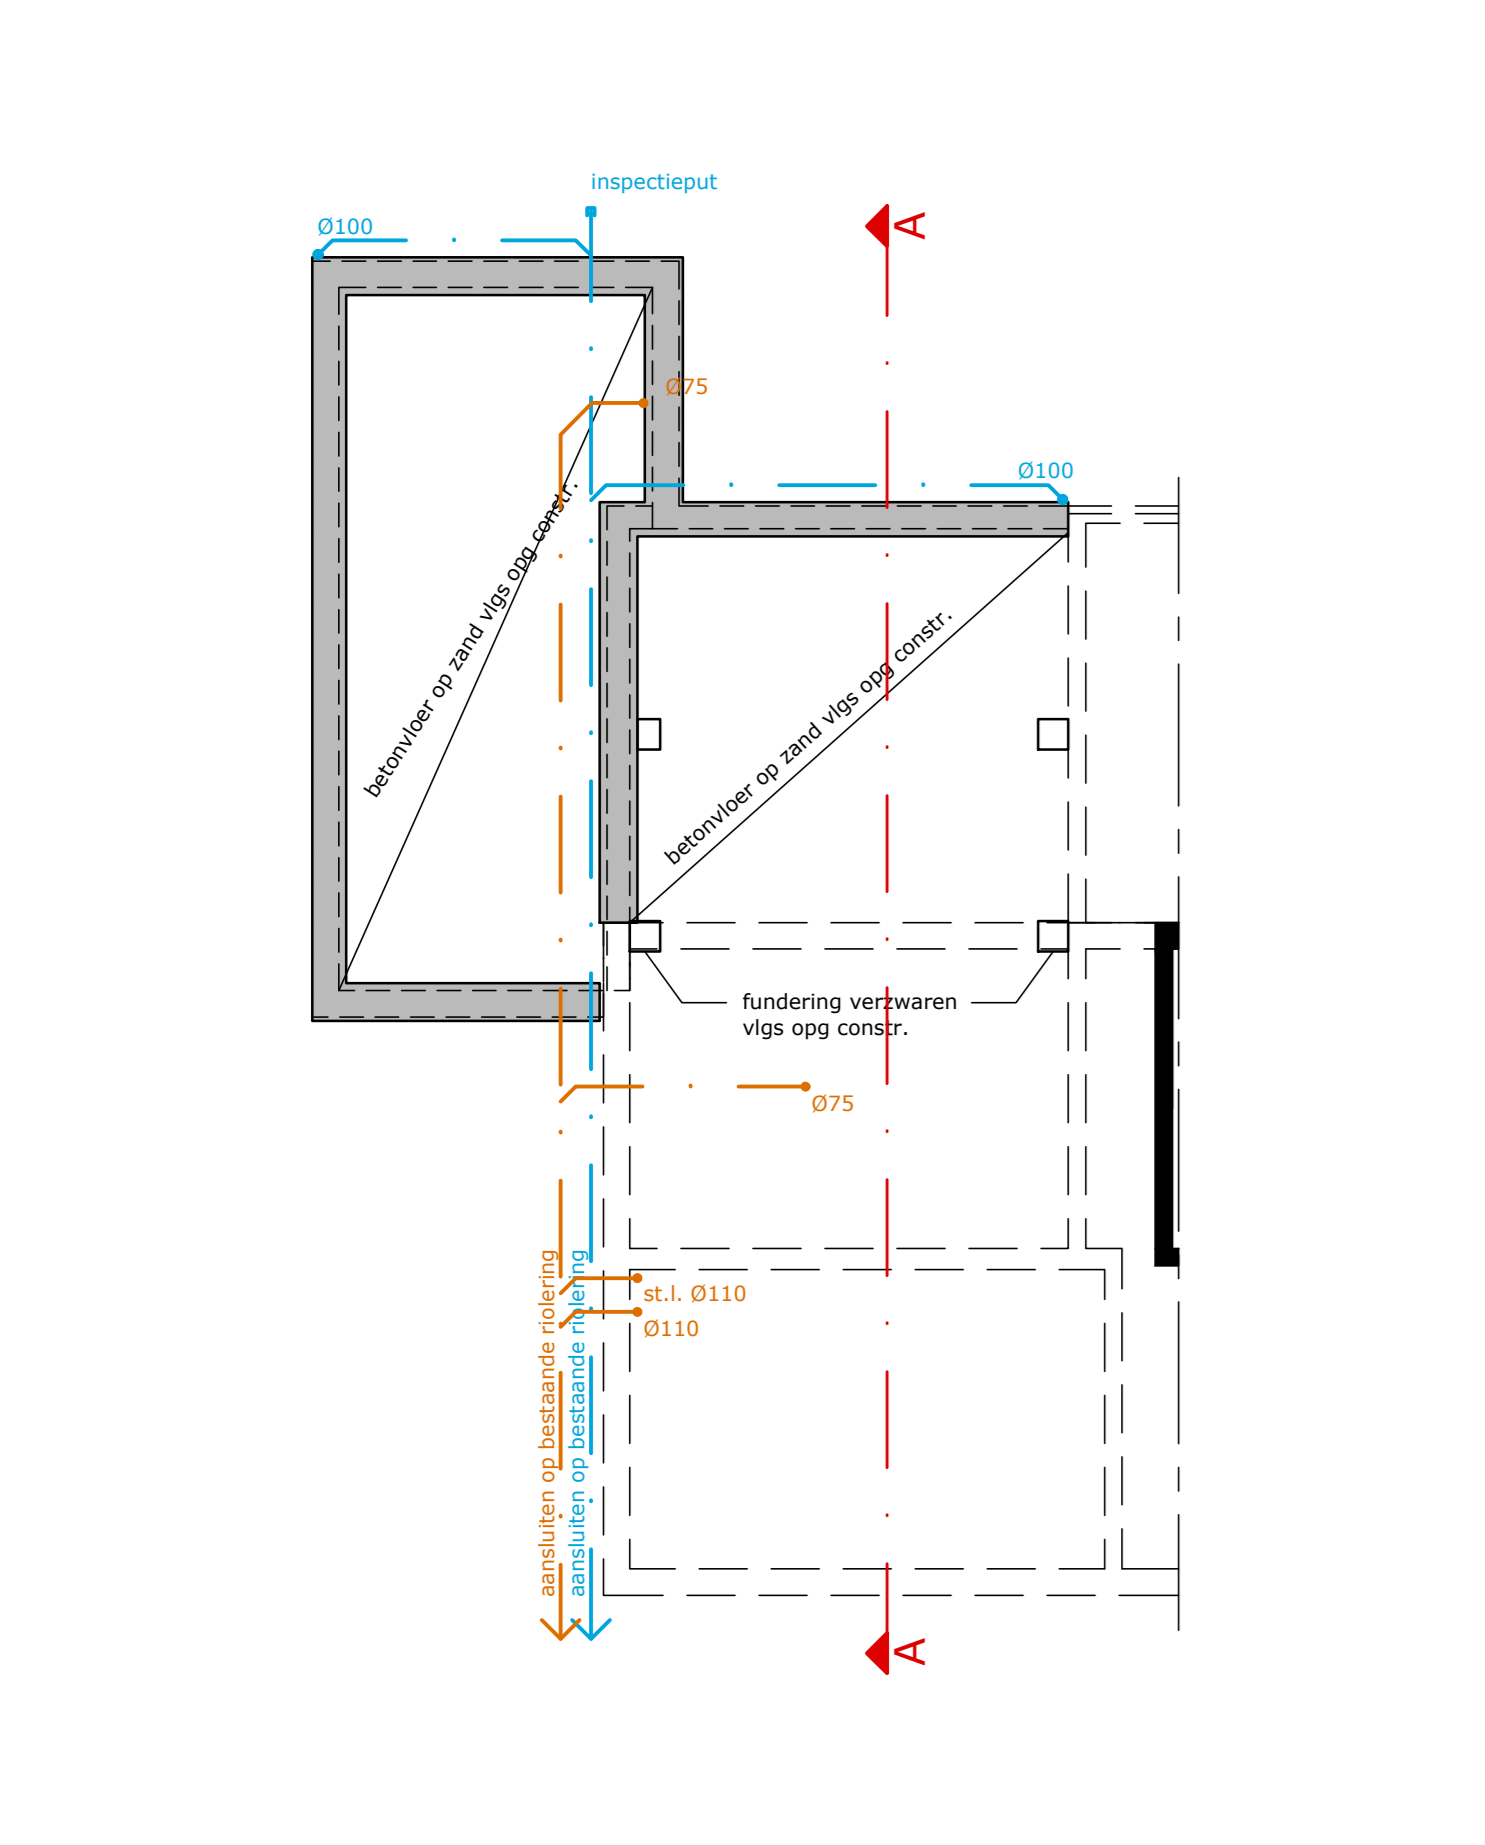 inspectieput
Ø100
A
Ø75
Ø100
betonvloer op zand vlgs opg constr.
betonvloer op zand vlgs opg constr.
fundering verzwaren
vlgs opg constr.
Ø75
st.l. Ø110
Ø110
aansluiten op bestaande riolering
aansluiten op bestaande riolering
A